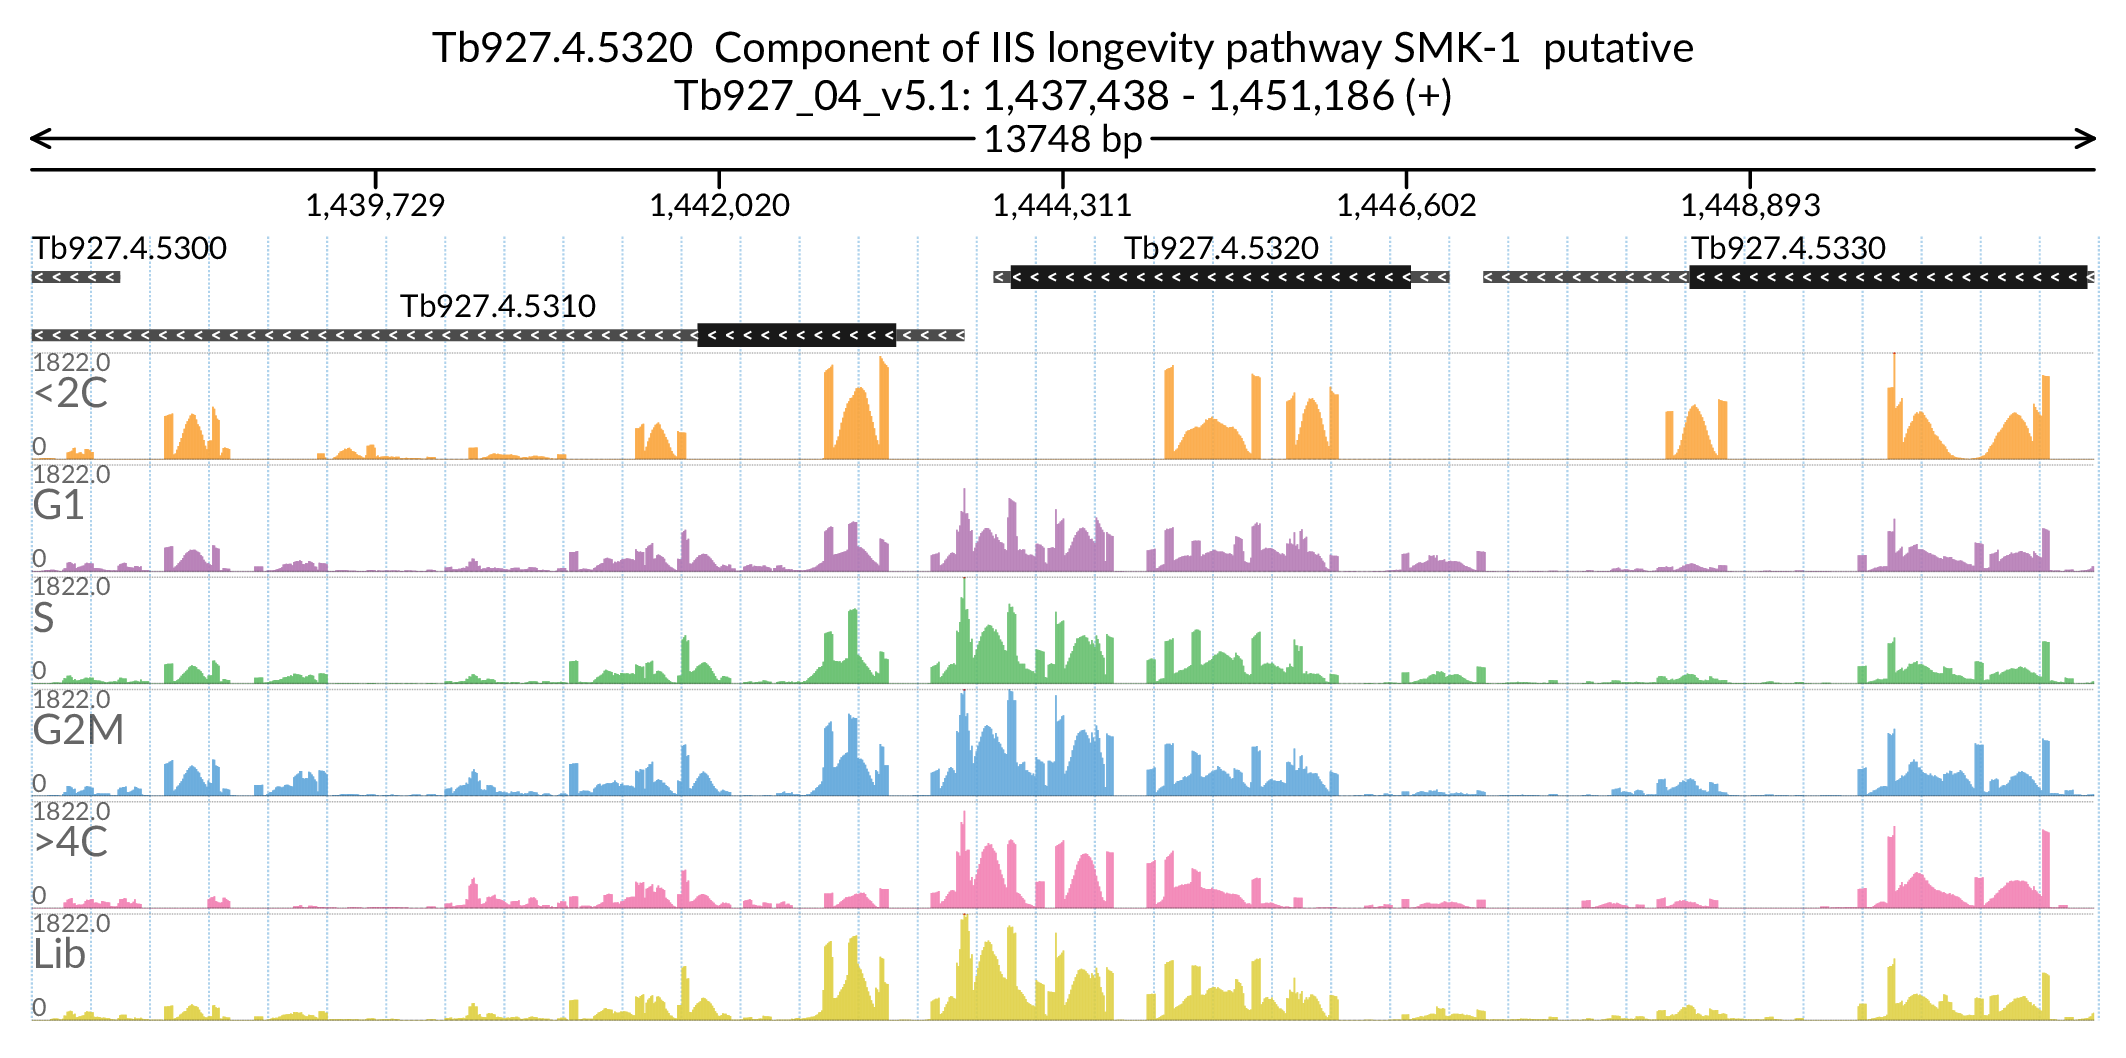 Tb927.4.5320 Component of IIS longevity pathway SMK-1 putative
Tb927_04_v5.1: 1,437,438 - 1,451,186 (+)
13748 bp
1,439,729 1,442,020 1,444,311 1,446,602 1,448,893
Tb927.4.5300 Tb927.4.5320 Tb927.4.5330
Tb927.4.5310
1822.0
<2C
0
1822.0
G1
0
1822.0
S
0
1822.0
G2M
0
1822.0
>4C
0
1822.0
Lib
0